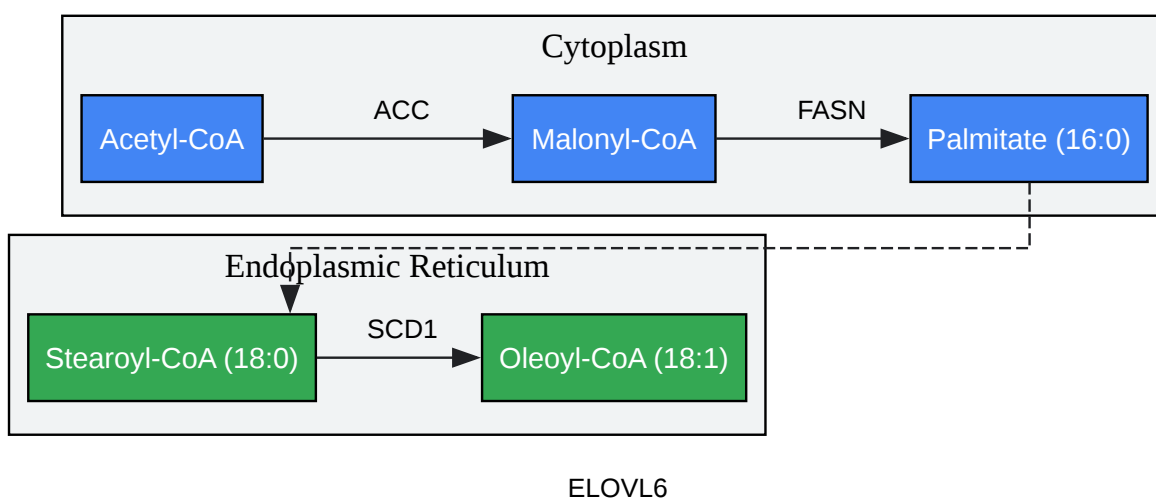 Cytoplasm
ACC
FASN
Acetyl-CoA
Malonyl-CoA
Palmitate (16:0)
Endoplasmic Reticulum
SCD1
Stearoyl-CoA (18:0)
Oleoyl-CoA (18:1)
ELOVL6